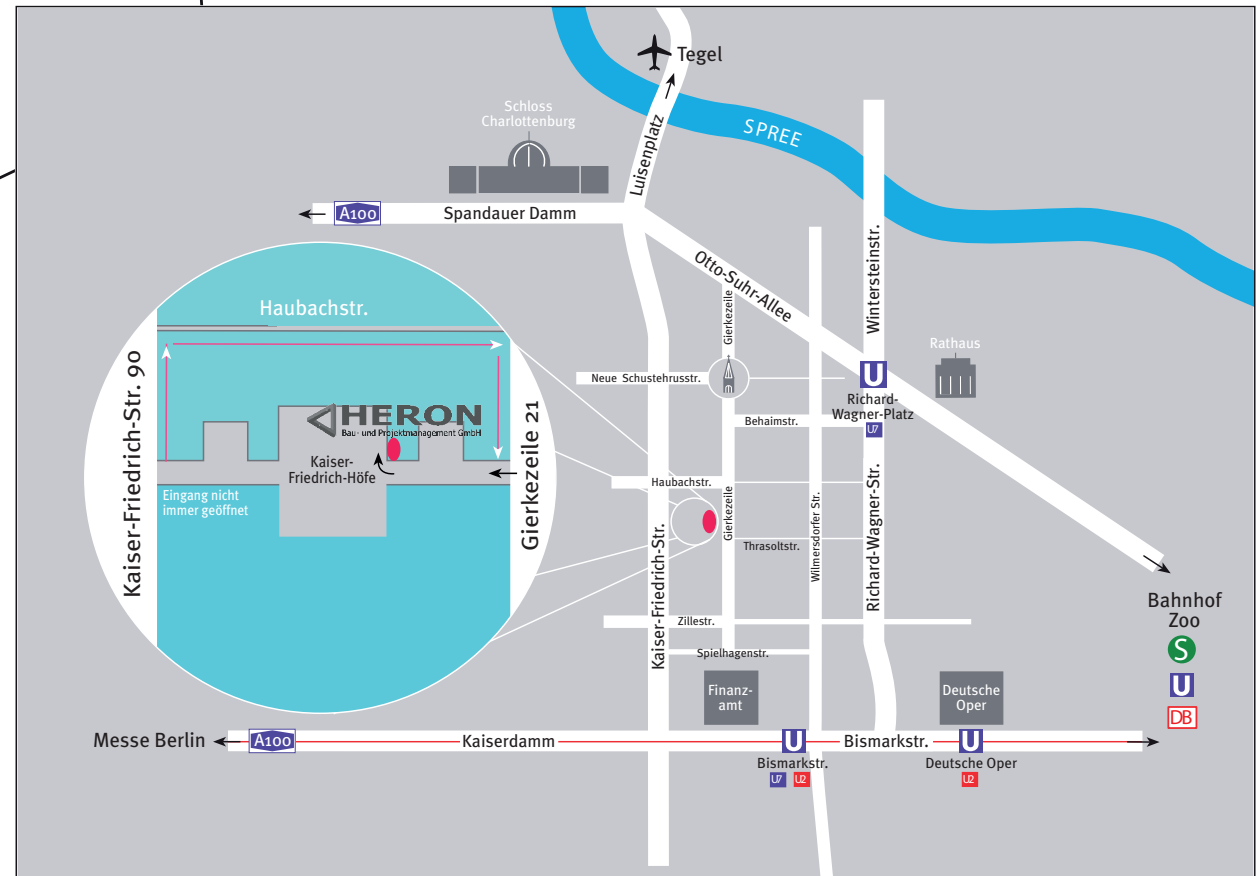 Tegel
Schloss
Charlottenburg
SPREE
Luisenplatz
A100
Spandauer Damm
Otto-Suhr-Allee
Wintersteinstr.
Gierkezeile
Rathaus
Haubachstr.
Kaiser-Friedrich-Str. 90
HERON
Bau- und Projektmanagement GmbH
Kaiser-
Friedrich-Höfe
Gierkezeile 21
Eingang nicht
immer geöffnet
Neue Schustehrusstr.
U
Richard-
Wagner-Platz
U7
Behaimstr.
Haubachstr.
Gierkezeile
Wilmersdorfer Str.
Richard-Wagner-Str.
Kaiser-Friedrich-Str.
Thrasoltstr.
Zillestr.
Spielhagenstr.
Bahnhof
Zoo
S
U
DB
Finanz-
amt
Deutsche
Oper
Messe Berlin
A100
Kaiserdamm
U
Bismarkstr.
U
Bismarkstr.
U7 U2
Deutsche Oper
U2